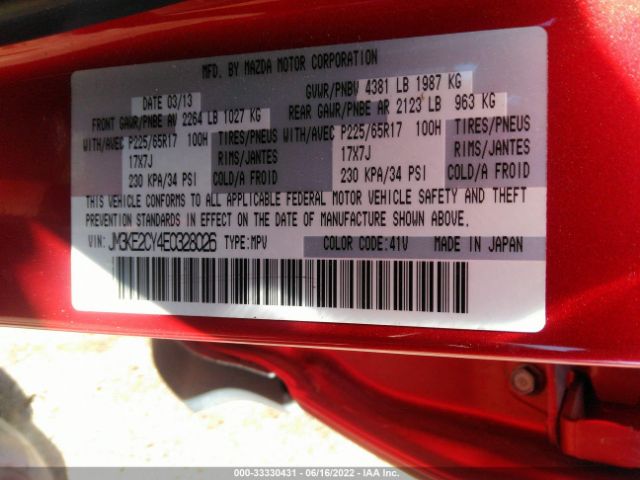 MFD. BY MAZDA MOTOR CORPORATION
DATE 03/13
GVWR/PNBV 4381 LB 1987 KG
FRONT GAWR/PNBE AV 2264 LB 1027 KG
REAR GAWR/PNBE AR 2123 LB 963 KG
WITH/AVEC P225/65R17 100H TIRES/PNEUS
WITH/AVEC P225/65R17 100H TIRES/PNEUS
17X7J RIMS/JANTES
17X7J RIMS/JANTES
230 KPA/34 PSI COLD/A FROID
230 KPA/34 PSI COLD/A FROID
THIS VEHICLE CONFORMS TO ALL APPLICABLE FEDERAL MOTOR VEHICLE SAFETY AND THEFT
PREVENTION STANDARDS IN EFFECT ON THE DATE OF MANUFACTURE SHOWN ABOVE.
VIN: JM3KE2CY4E0328026 TYPE:MPV COLOR CODE:41V MADE IN JAPAN
000-33330431 - 06/16/2022 - IAA Inc.